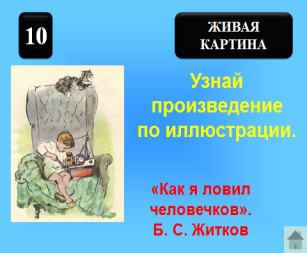 10
ЖИВАЯ
КАРТИНА
Узнай
произведение
по иллюстрации.
«Как я ловил
человечков».
Б. С. Житков